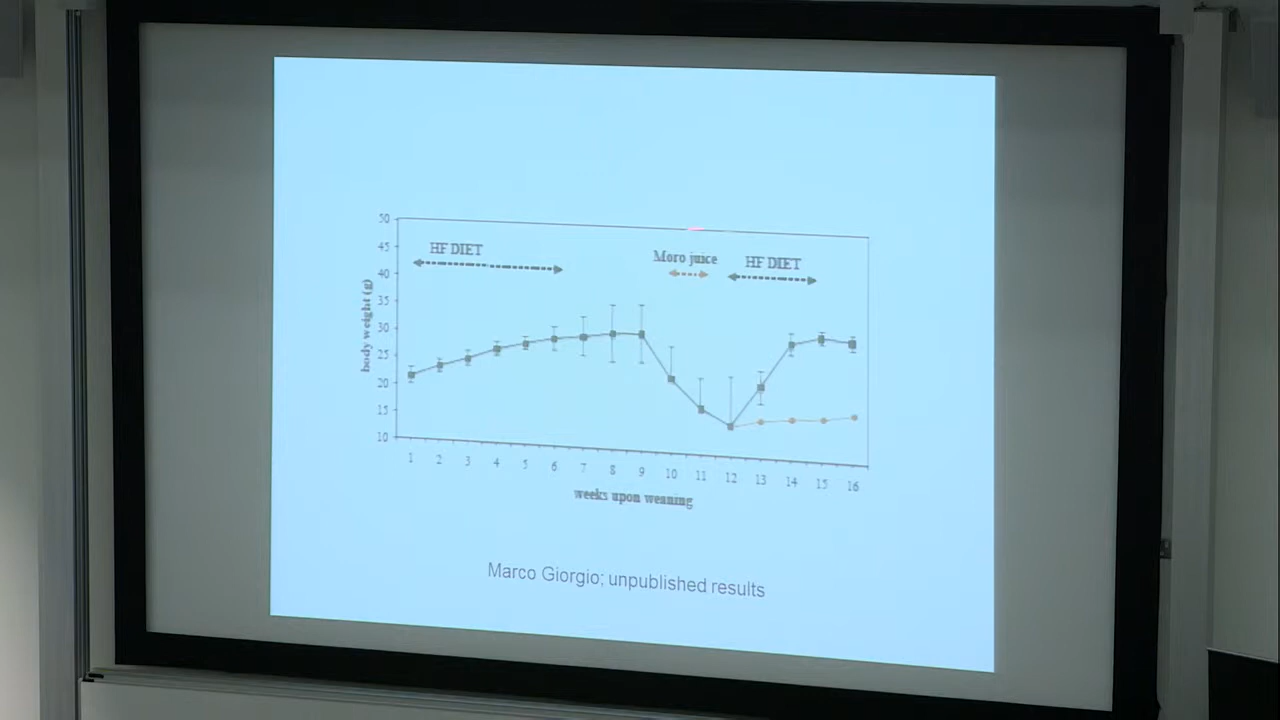 50
45
40
35
30
25
20
15
10
body weight (g)
HF DIET
Moro juice
HF DIET
1 2 3 4 5 6 7 8 9 10 11 12 13 14 15 16
weeks upon weaning
Marco Giorgio; unpublished results